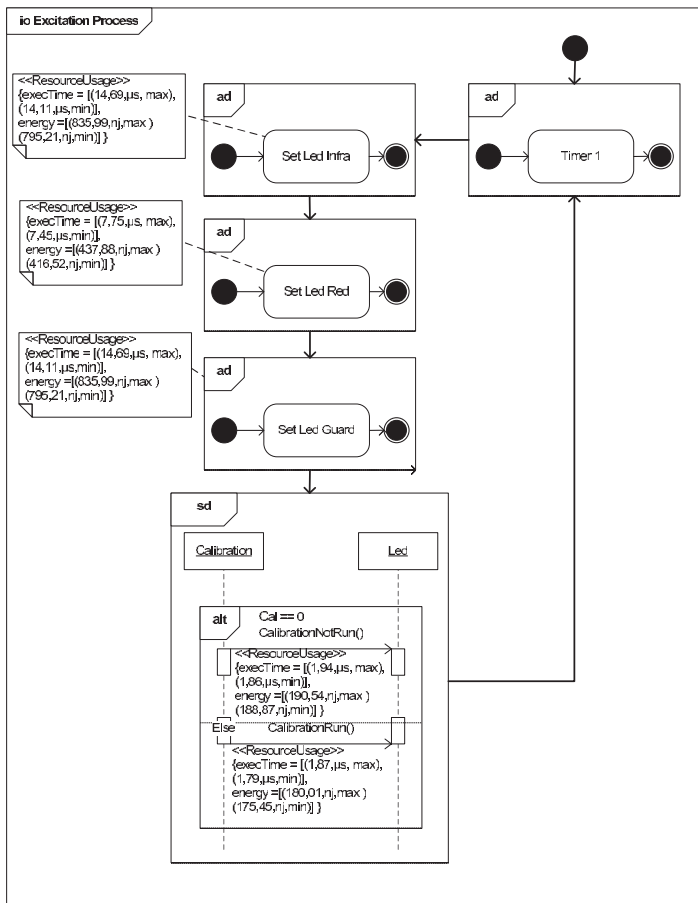 io Excitation Process
<<ResourceUsage>>
{execTime = [(14,69,µs, max),
(14,11,µs,min)],
energy =[(835,99,nj,max )
(795,21,nj,min)] }
ad
Set Led Infra
ad
Timer 1
<<ResourceUsage>>
{execTime = [(7,75,µs, max),
(7,45,µs,min)],
energy =[(437,88,nj,max )
(416,52,nj,min)] }
ad
Set Led Red
<<ResourceUsage>>
{execTime = [(14,69,µs, max),
(14,11,µs,min)],
energy =[(835,99,nj,max )
(795,21,nj,min)] }
ad
Set Led Guard
sd
Calibration
Led
alt
Cal == 0
CalibrationNotRun()
<<ResourceUsage>>
{execTime = [(1,94,µs, max),
(1,86,µs,min)],
energy =[(190,54,nj,max )
(188,87,nj,min)] }
Else
CalibrationRun()
<<ResourceUsage>>
{execTime = [(1,87,µs, max),
(1,79,µs,min)],
energy =[(180,01,nj,max )
(175,45,nj,min)] }